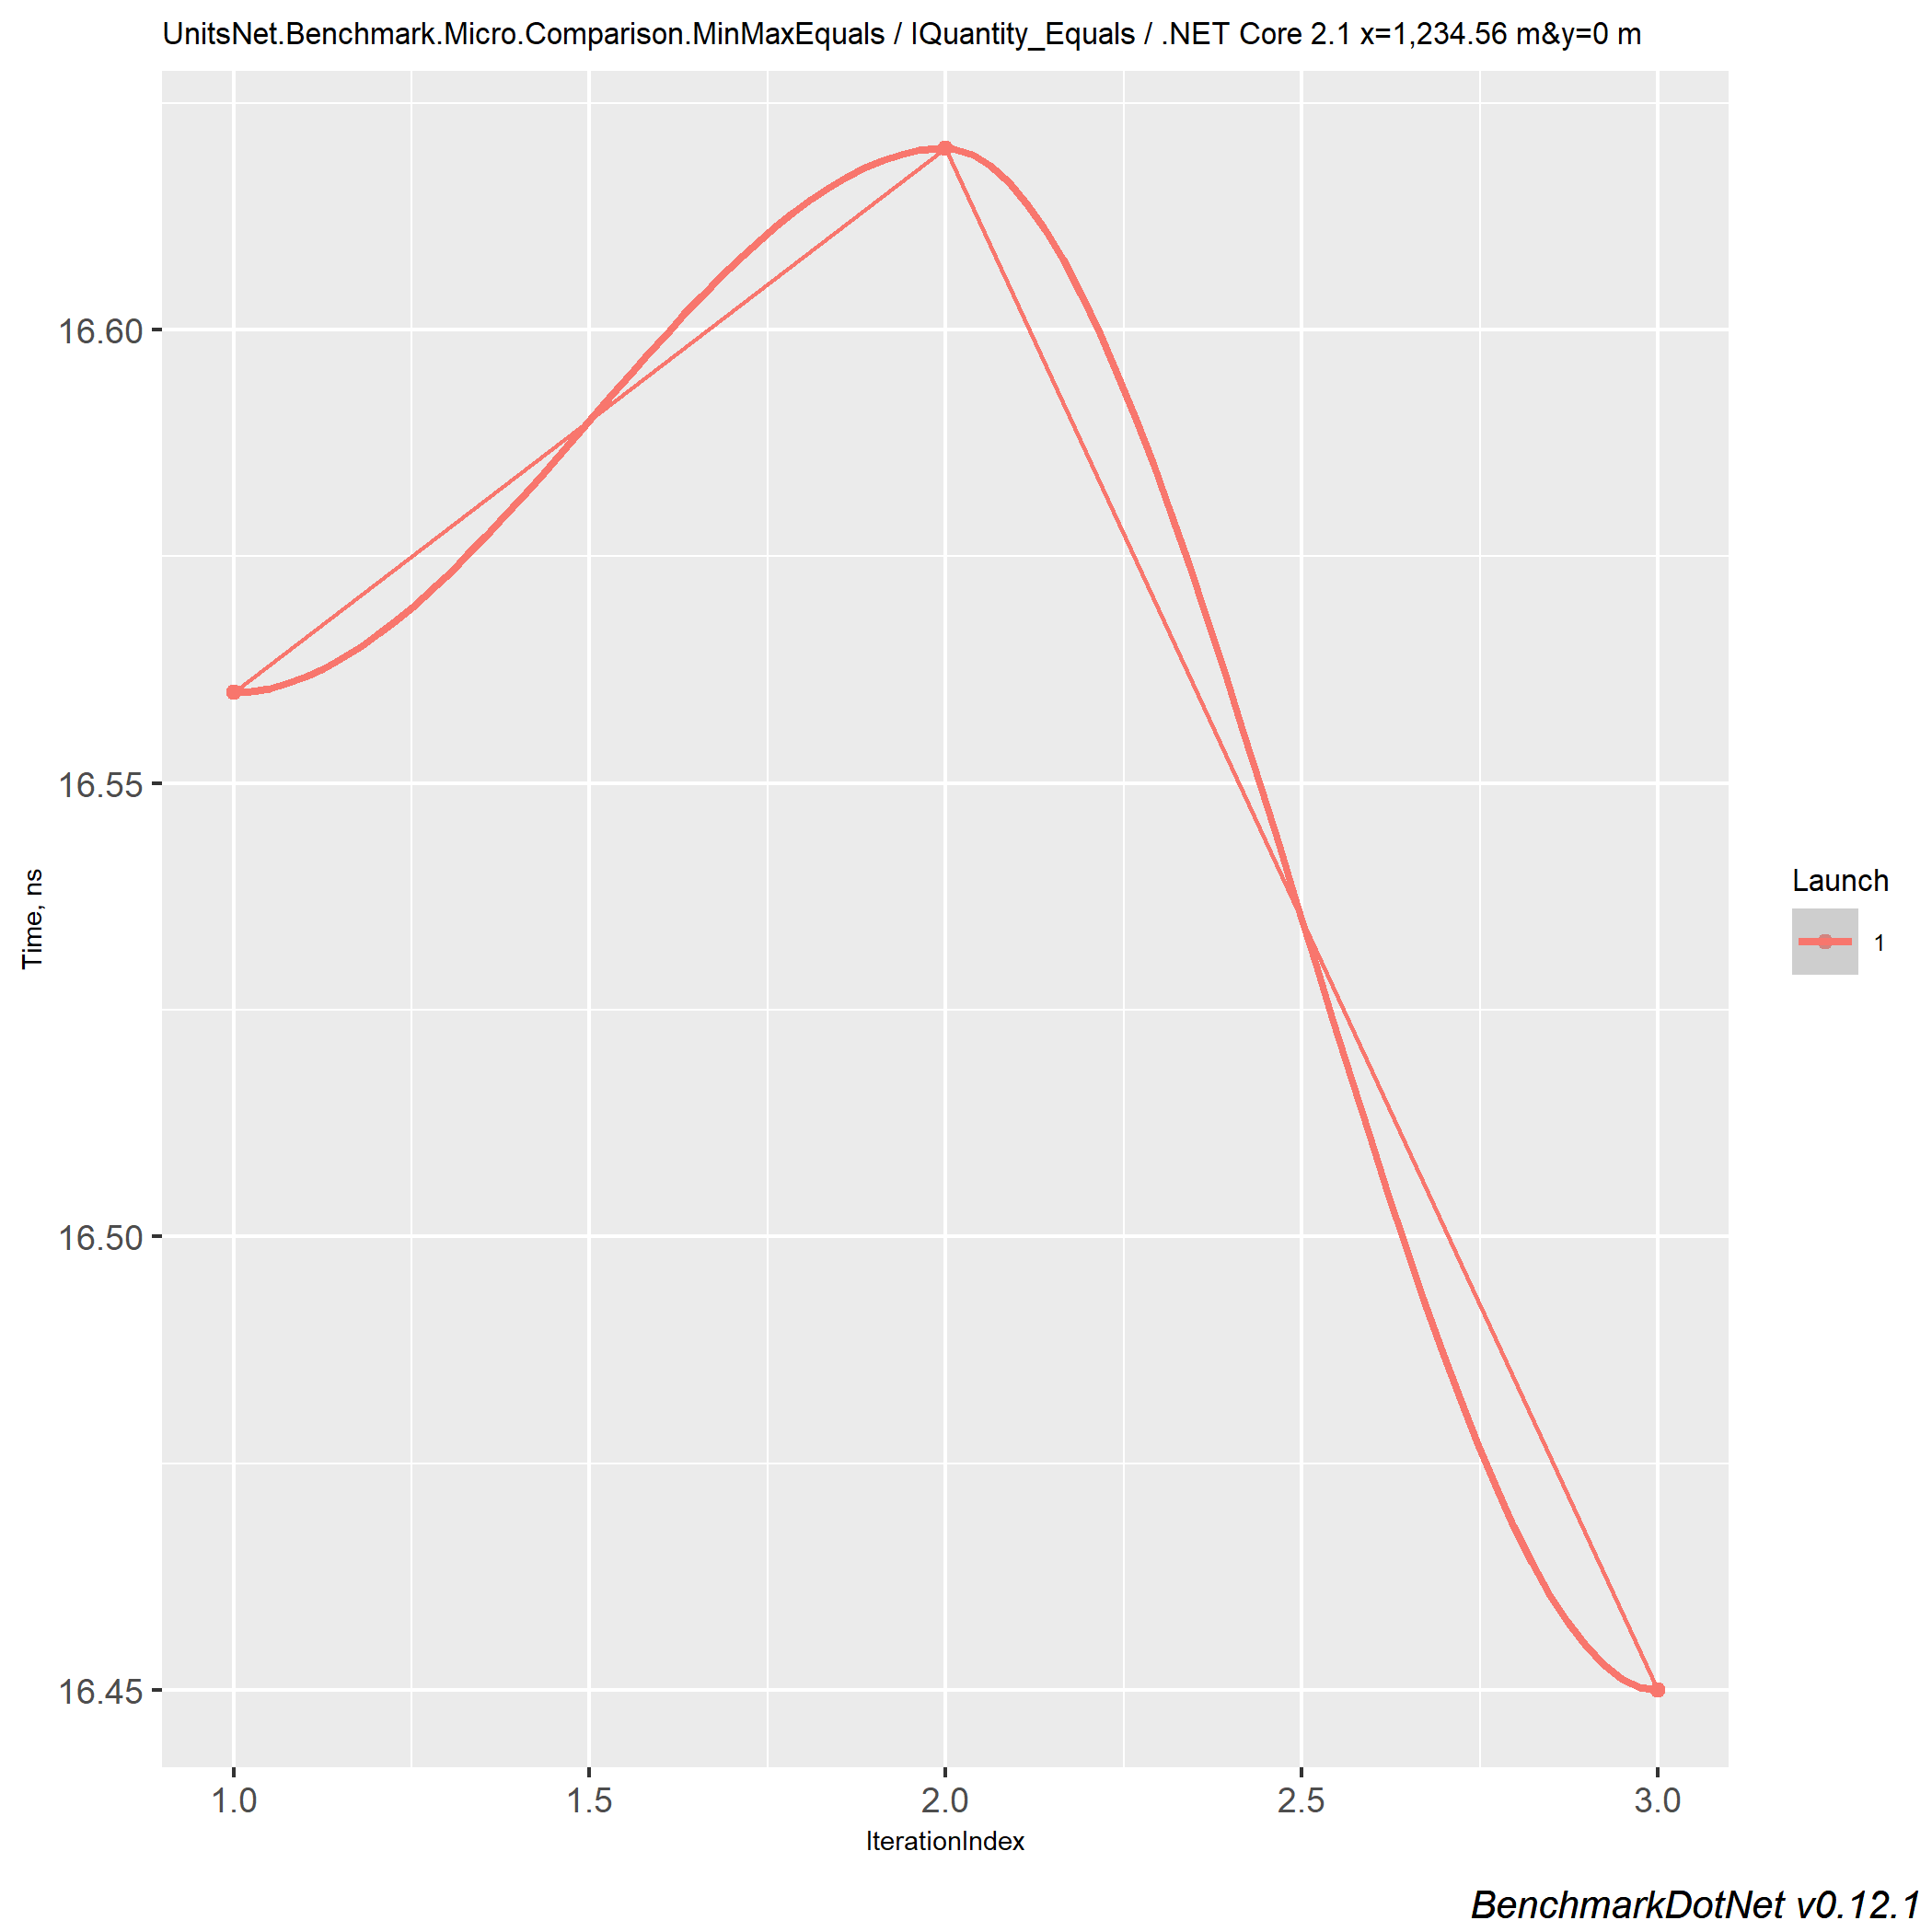 UnitsNet.Benchmark.Micro.Comparison.MinMaxEquals / IQuantity_Equals / .NET Core 2.1 x=1,234.56 m&y=0 m
16.60
16.55
16.50
16.45
Time, ns
Launch
1
1.0 1.5 2.0 2.5 3.0
IterationIndex
BenchmarkDotNet v0.12.1